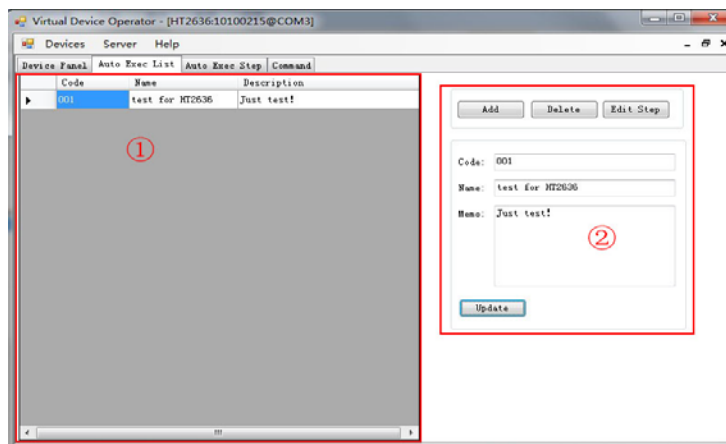 Virtual Device Operator - [HT2636:10100215@COM3]
Devices Server Help
Device Panel Auto Exec List Auto Exec Step Command
Code Name Description
001 test for HT2636 Just test!
①
Add Delete Edit Step
Code: 001
Name: test for HT2636
Memo: Just test!
②
Update